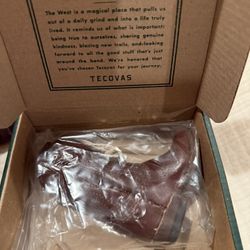 The West is a magical place that pulls us
out of a daily grind and into a life truly
lived. It reminds us of what is important:
being true to ourselves, sharing genuine
kindness, blazing new trails, and looking
forward to all the good stuff that's just
around the bend. We're honored that
you've chosen Tecovas for your journey.
TECOVAS